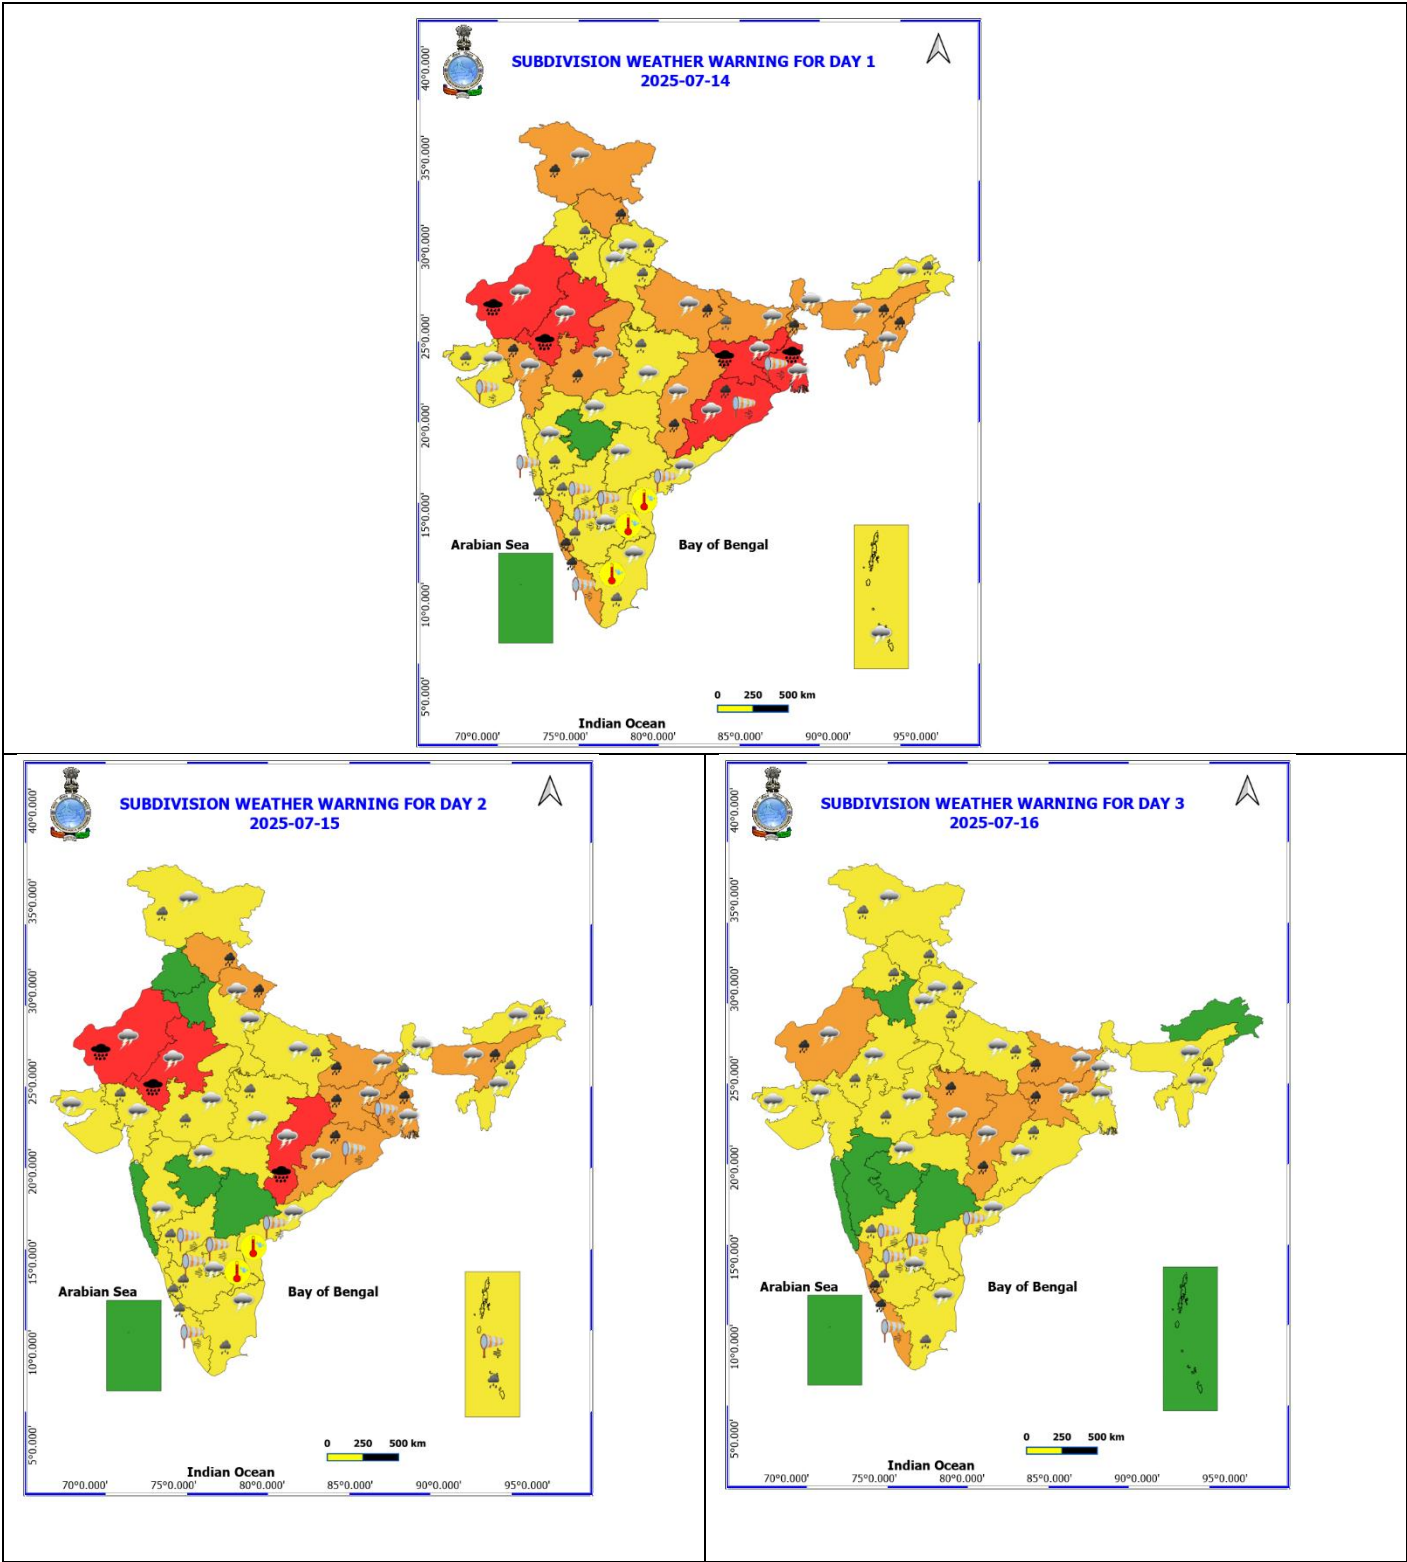 SUBDIVISION WEATHER WARNING FOR DAY 1
2025-07-14
40°0.000'
35°0.000'
30°0.000'
25°0.000'
20°0.000'
15°0.000'
10°0.000'
5°0.000'
Arabian Sea
Bay of Bengal
0 250 500 km
Indian Ocean
70°0.000' 75°0.000' 80°0.000' 85°0.000' 90°0.000' 95°0.000'
SUBDIVISION WEATHER WARNING FOR DAY 2
2025-07-15
40°0.000'
35°0.000'
30°0.000'
25°0.000'
20°0.000'
15°0.000'
10°0.000'
5°0.000'
Arabian Sea
Bay of Bengal
0 250 500 km
Indian Ocean
70°0.000' 75°0.000' 80°0.000' 85°0.000' 90°0.000' 95°0.000'
SUBDIVISION WEATHER WARNING FOR DAY 3
2025-07-16
40°0.000'
35°0.000'
30°0.000'
25°0.000'
20°0.000'
15°0.000'
10°0.000'
5°0.000'
Arabian Sea
Bay of Bengal
0 250 500 km
Indian Ocean
70°0.000' 75°0.000' 80°0.000' 85°0.000' 90°0.000' 95°0.000'